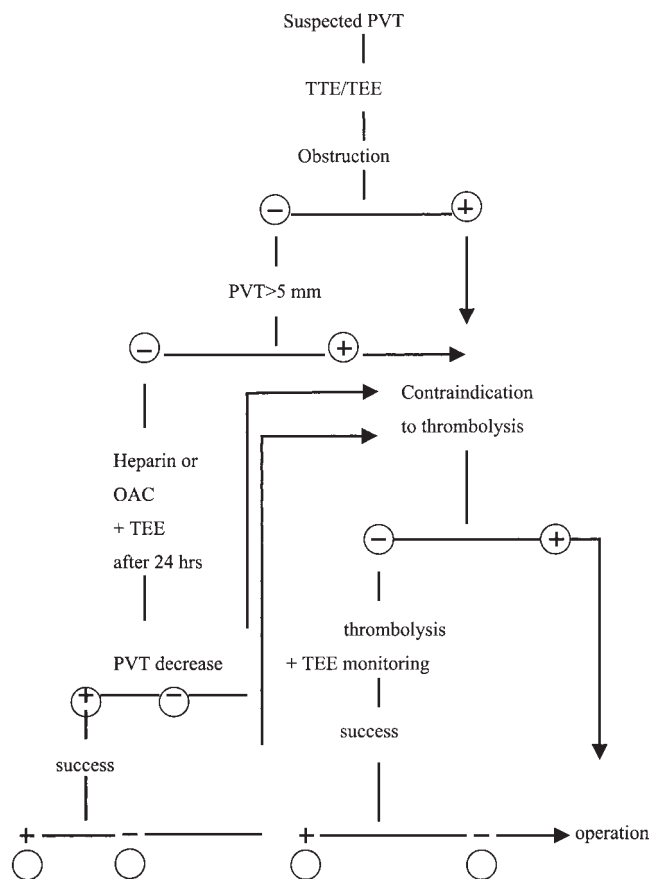 Suspected PVT
TTE/TEE
Obstruction
− +
PVT>5 mm
− +
Contraindication
to thrombolysis
Heparin or
OAC
+ TEE
after 24 hrs
− +
thrombolysis
+ TEE monitoring
PVT decrease
+ −
success
success
+ − + − operation